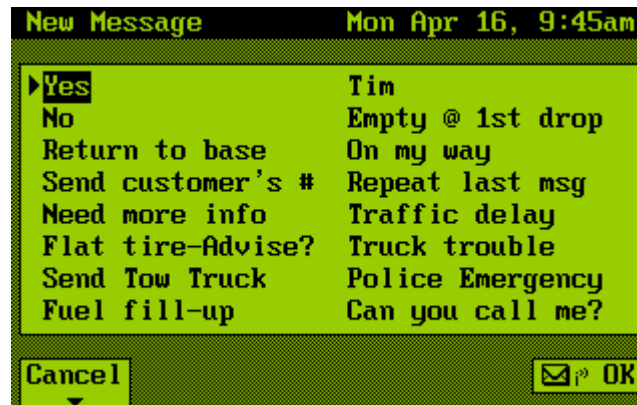 New Message Mon Apr 16, 9:45am
Yes Tim
No Empty @ 1st drop
Return to base On my way
Send customer's # Repeat last msg
Need more info Traffic delay
Flat tire-Advise? Truck trouble
Send Tow Truck Police Emergency
Fuel fill-up Can you call me?
Cancel OK